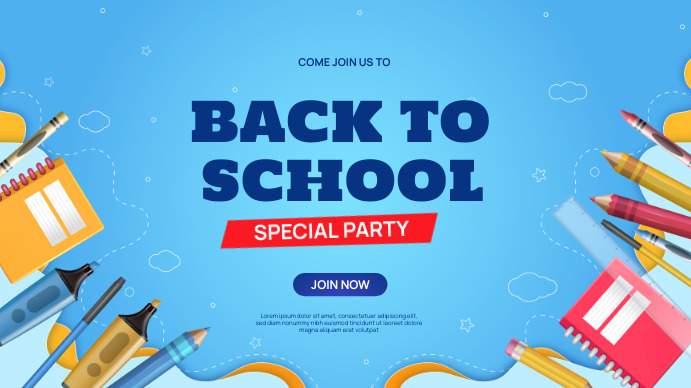 COME JOIN US TO
BACK TO
SCHOOL
SPECIAL PARTY
JOIN NOW
Lorem ipsum dolor sit amet, consectetuer adipiscing elit,
sed diam nonummy nibh euismod tincidunt ut laoreet dolore
magna aliquam erat volutpat